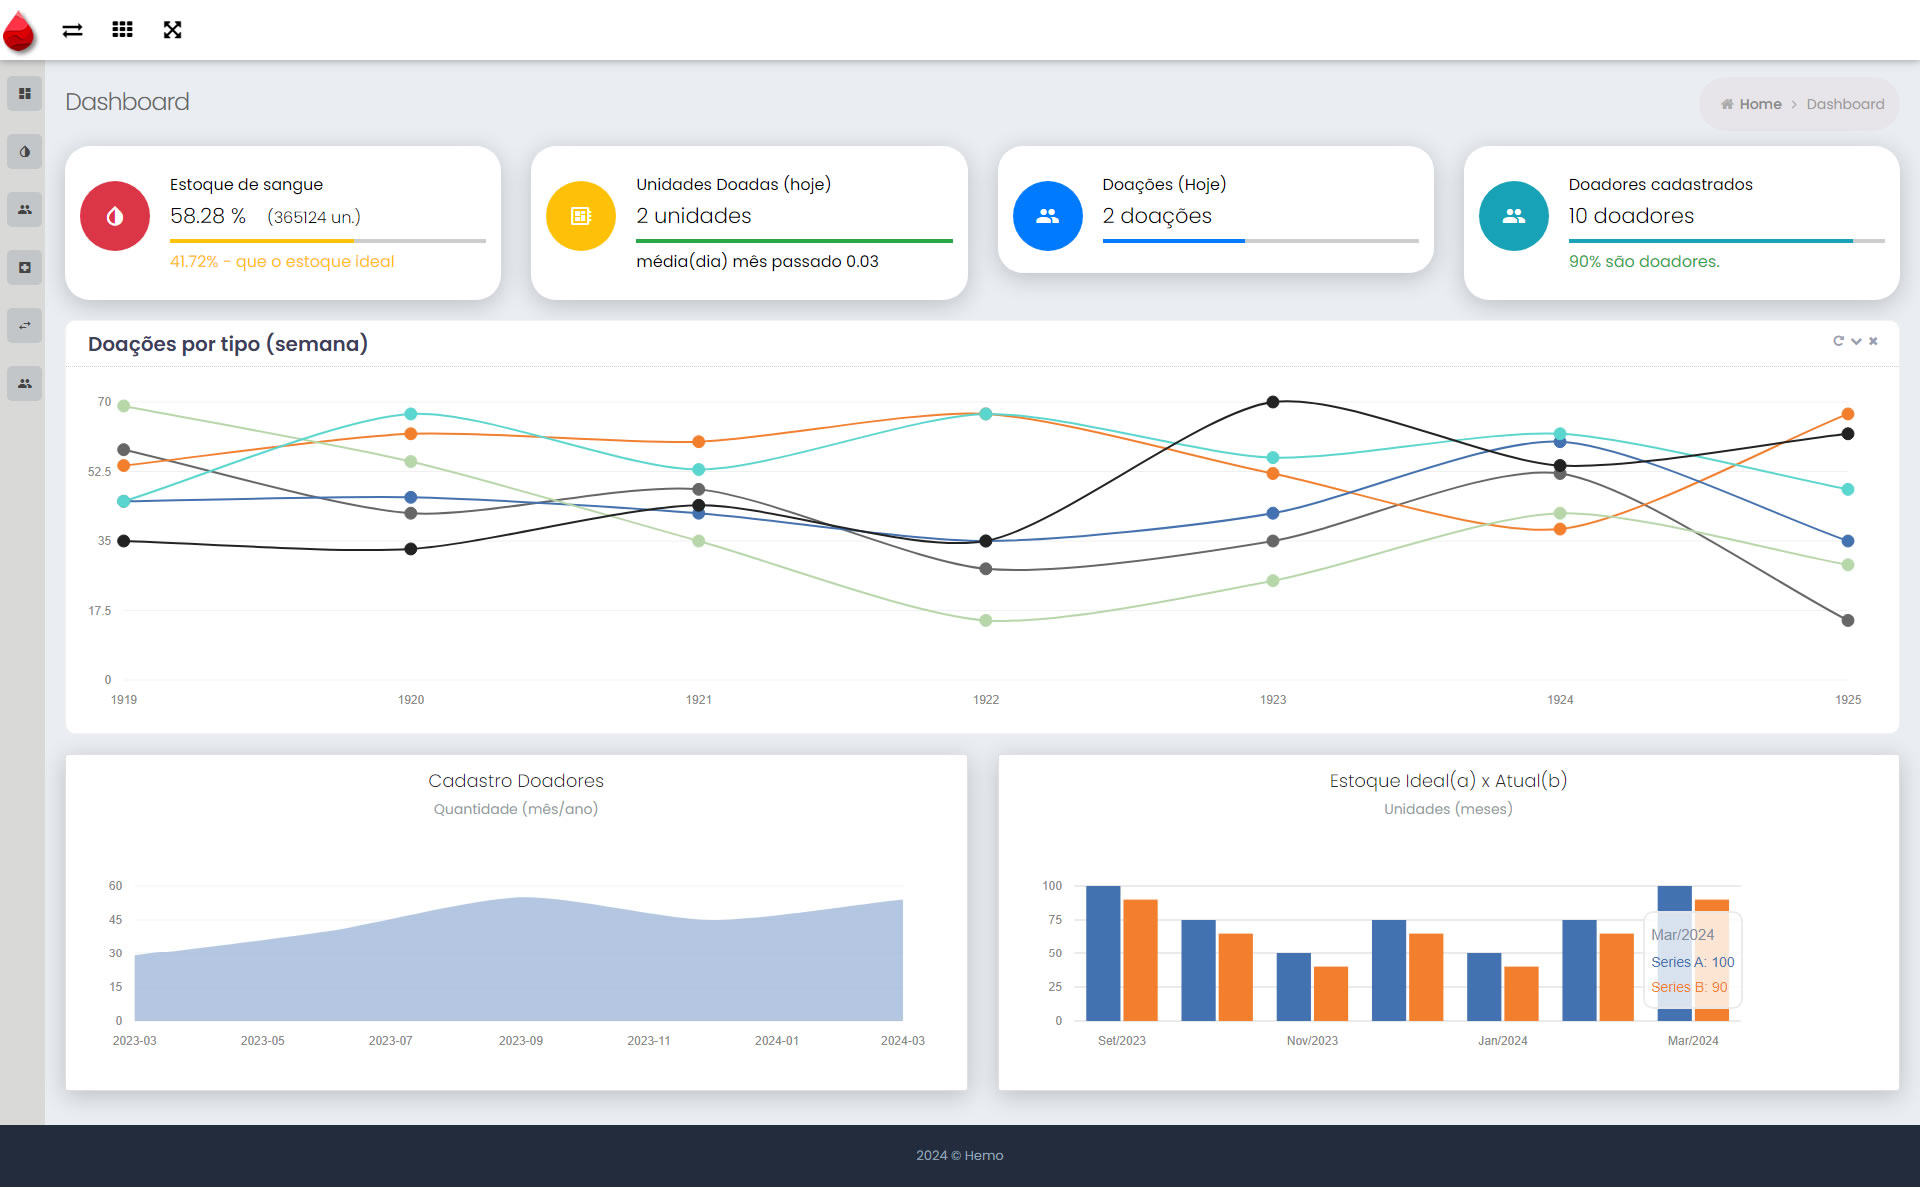 Dashboard
Home > Dashboard
Estoque de sangue
58.28 % (365124 un.)
41.72% - que o estoque ideal
Unidades Doadas (hoje)
2 unidades
média(dia) mês passado 0.03
Doações (Hoje)
2 doações
Doadores cadastrados
10 doadores
90% são doadores.
Doações por tipo (semana)
70
52.5
35
17.5
0
1919 1920 1921 1922 1923 1924 1925
Cadastro Doadores
Quantidade (mês/ano)
60
45
30
15
0
2023-03 2023-05 2023-07 2023-09 2023-11 2024-01 2024-03
Estoque Ideal(a) x Atual(b)
Unidades (meses)
100
75
50
25
0
Mar/2024
Series A: 100
Series B: 90
Set/2023 Nov/2023 Jan/2024 Mar/2024
2024 © Hemo